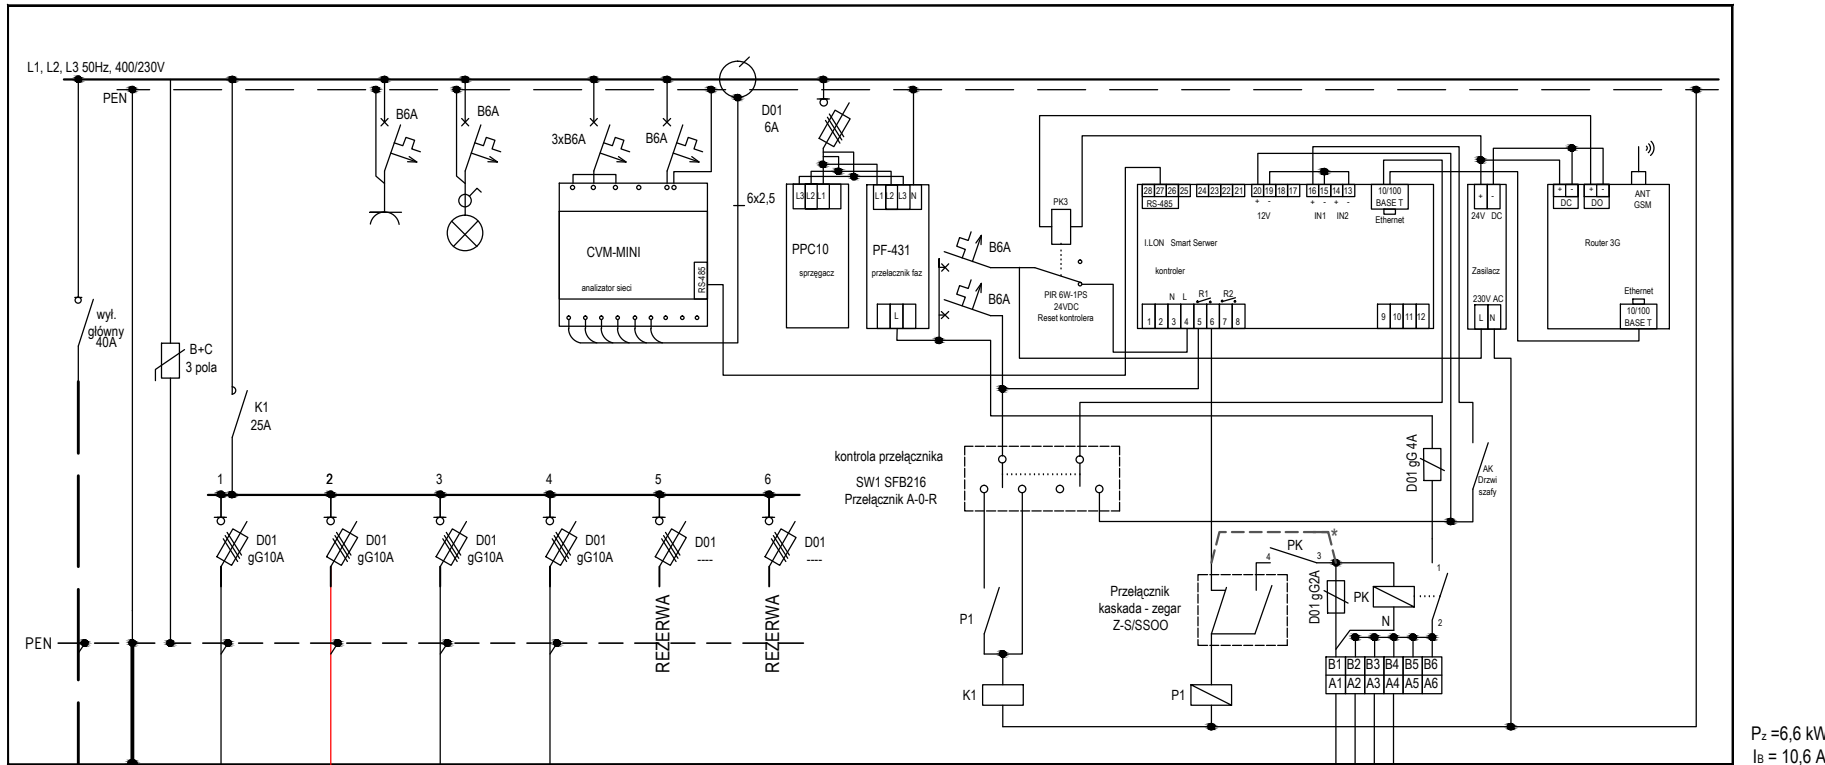 L1, L2, L3 50Hz, 400/230V
PEN
wył.
główny
40A
B+C
3 pola
K1
25A
B6A
B6A
3xB6A
B6A
D01
6A
6x2,5
CVM-MINI
analizator sieci
RS-485
L3 L2 L1
PPC10
sprzęgacz
L1 L2 L3 N
PF-431
przełacznik faz
L
B6A
B6A
PK3
PIR 6W-1PS
24VDC
Reset kontrolera
28 27 26 25 24 23 22 21 20 19 18 17 16 15 14 13
RS-485
+ -
12V
+ - + -
IN1 IN2
10/100
BASE T
Ethernet
I.LON Smart Serwer
kontroler
N L R1 R2
1 2 3 4 5 6 7 8
9 10 11 12
+ -
24V DC
Zasilacz
230V AC
L N
+ - + -
DC DO
ANT
GSM
Router 3G
Ethernet
10/100
BASE T
1 2 3 4 5 6
D01
gG10A
D01
gG10A
D01
gG10A
D01
gG10A
D01
----
D01
----
REZERWA
REZERWA
PEN
kontrola przełącznika
SW1 SFB216
Przełącznik A-0-R
P1
K1
D01 gG 4A
AK
Drzwi
szafy
*
PK
4 3
Przełącznik
kaskada - zegar
Z-S/SSOO
P1
D01 gG2A
PK
N
1
2
B1 B2 B3 B4 B5 B6
A1 A2 A3 A4 A5 A6
Pz =6,6 kW
IB = 10,6 A